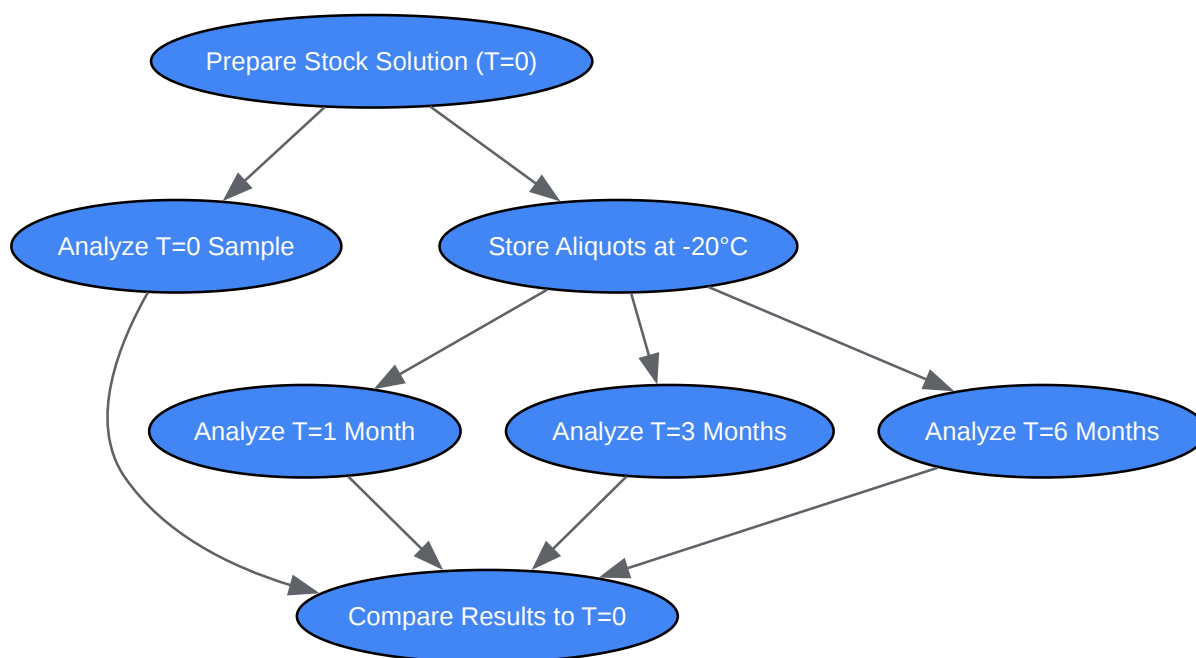 Prepare Stock Solution (T=0)
Analyze T=0 Sample
Store Aliquots at -20°C
Analyze T=1 Month
Analyze T=3 Months
Analyze T=6 Months
Compare Results to T=0